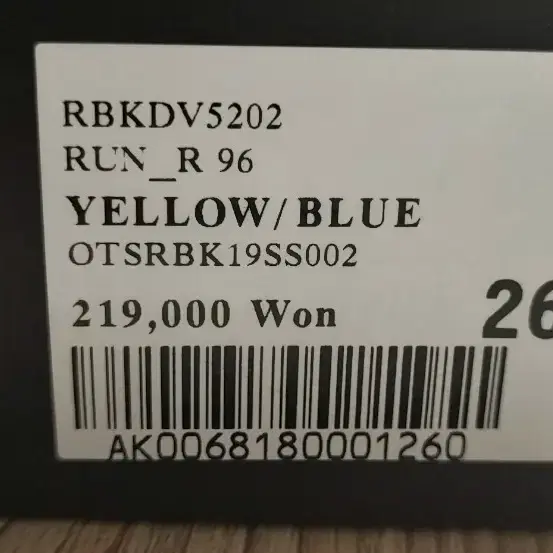 RBKDV5202
RUN_R 96
YELLOW/BLUE
OTSRBK19SS002
219,000 Won
26
AK0068180001260